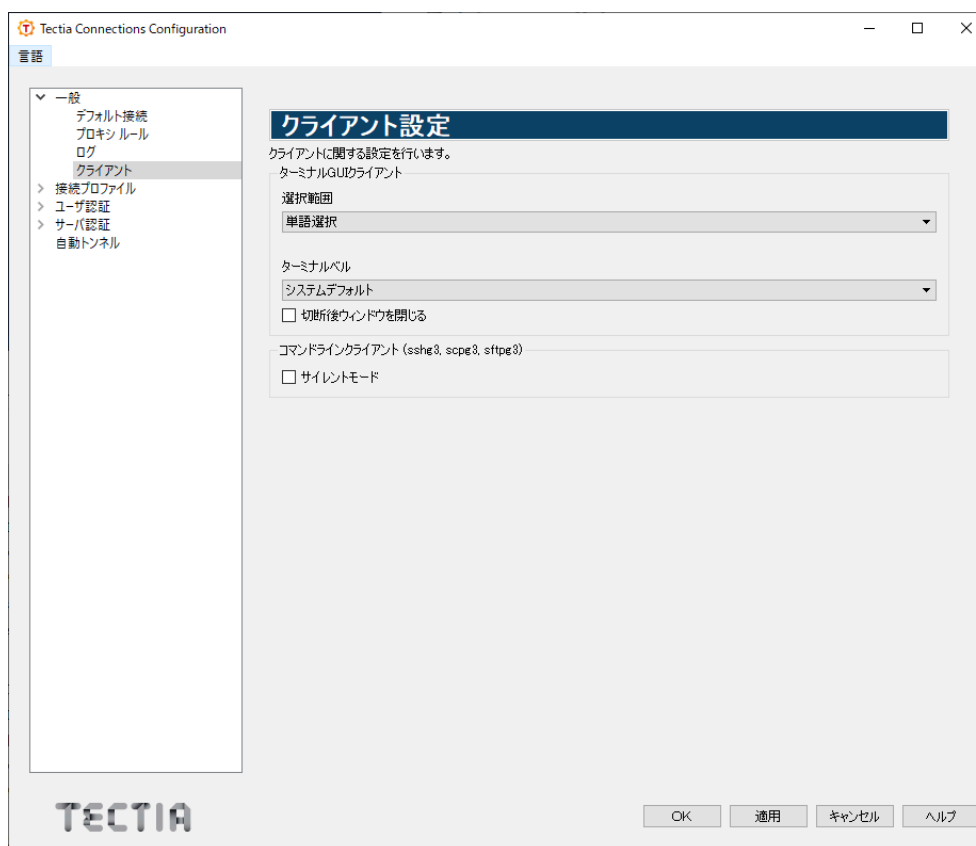 Tectia Connections Configuration
言語
一般
デフォルト接続
プロキシ ルール
ログ
クライアント
接続プロファイル
ユーザ認証
サーバ認証
自動トンネル
クライアント設定
クライアントに関する設定を行います。
ターミナルGUIクライアント
選択範囲
単語選択
ターミナルベル
システムデフォルト
切断後ウィンドウを閉じる
コマンドラインクライアント (sshg3, scpg3, sftpg3)
サイレントモード
TECTIA
OK
適用
キャンセル
ヘルプ